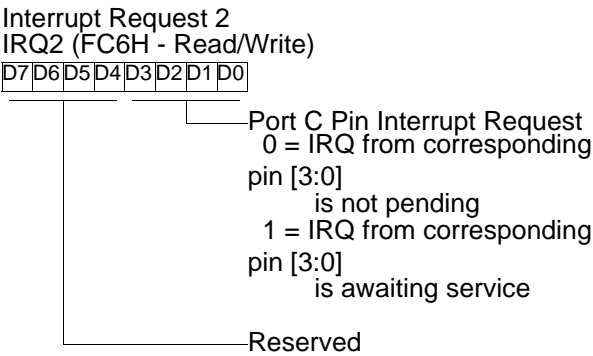 Interrupt Request 2
IRQ2 (FC6H - Read/Write)
D7 D6 D5 D4 D3 D2 D1 D0
Port C Pin Interrupt Request
0 = IRQ from corresponding
pin [3:0]
is not pending
1 = IRQ from corresponding
pin [3:0]
is awaiting service
Reserved